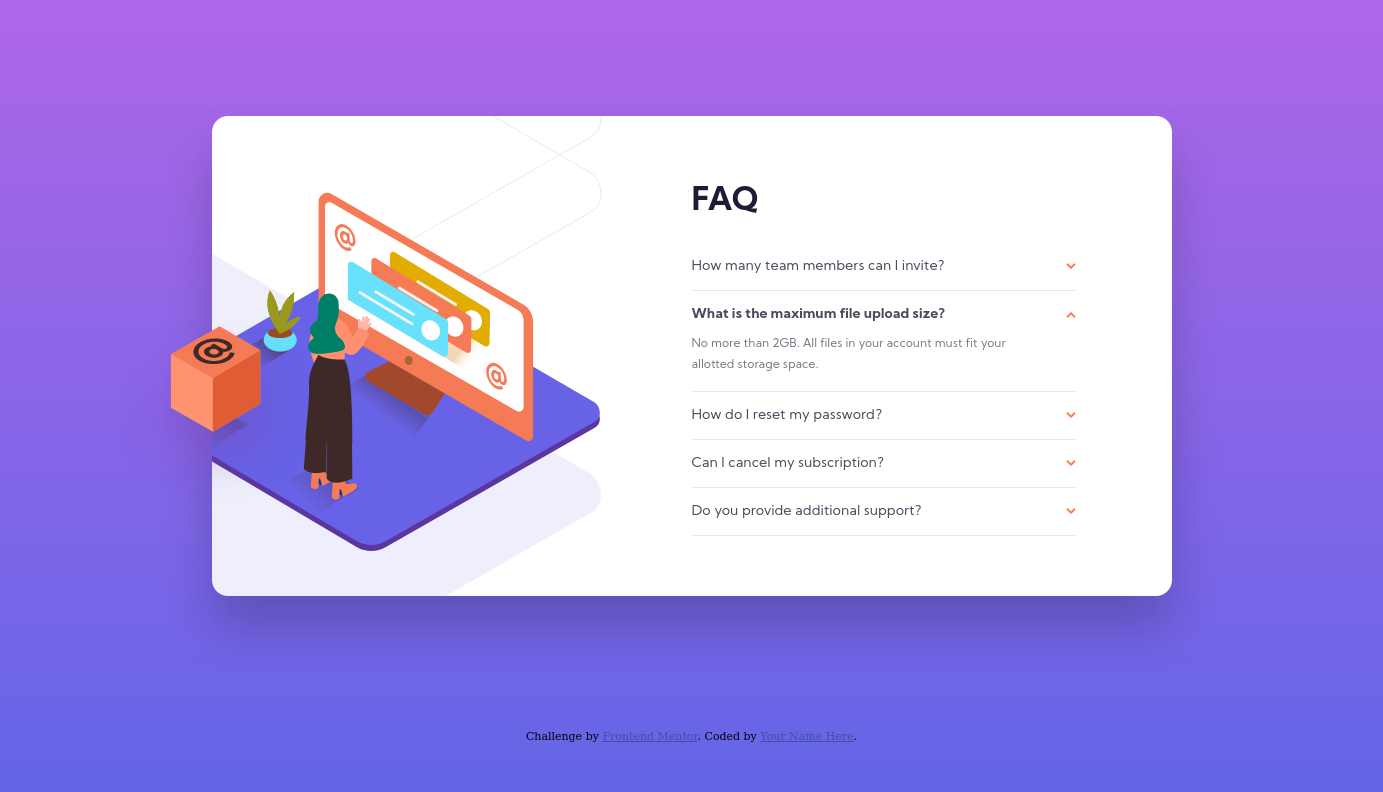 FAQ
How many team members can I invite?
What is the maximum file upload size?
No more than 2GB. All files in your account must fit your
allotted storage space.
How do I reset my password?
Can I cancel my subscription?
Do you provide additional support?
@
@
@
Challenge by Frontend Mentor. Coded by Your Name Here.